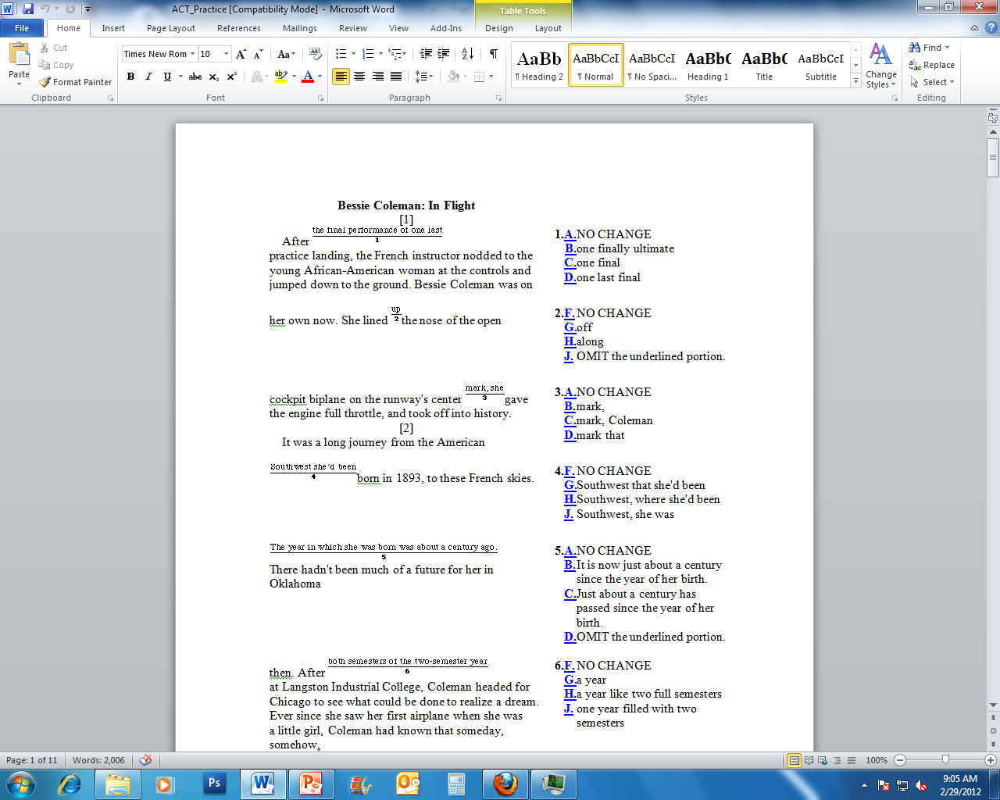 ACT_Practice [Compatibility Mode] - Microsoft Word
Table Tools
File Home Insert Page Layout References Mailings Review View Add-Ins Design Layout
Paste
Cut
Copy
Format Painter
Clipboard
Times New Rom 10
Font
Paragraph
AaBb AaBbCcI AaBbCcI AaBbC AaBbC AaBbCcI
¶ Heading 2 ¶ Normal ¶ No Spaci... Heading 1 Title Subtitle
Change Styles
Styles
Find
Replace
Select
Editing
Bessie Coleman: In Flight
[1]
After the final performance of one last
1
practice landing, the French instructor nodded to the
young African-American woman at the controls and
jumped down to the ground. Bessie Coleman was on
1. A. NO CHANGE
B. one finally ultimate
C. one final
D. one last final
her own now. She lined up the nose of the open
2
2. F. NO CHANGE
G. off
H. along
J. OMIT the underlined portion.
cockpit biplane on the runway's center mark, she gave
3
the engine full throttle, and took off into history.
[2]
It was a long journey from the American
3. A. NO CHANGE
B. mark,
C. mark, Coleman
D. mark that
Southwest she'd been born in 1893, to these French skies.
4
4. F. NO CHANGE
G. Southwest that she'd been
H. Southwest, where she'd been
J. Southwest, she was
The year in which she was born was about a century ago.
5
There hadn't been much of a future for her in
Oklahoma
5. A. NO CHANGE
B. It is now just about a century
since the year of her birth.
C. Just about a century has
passed since the year of her
birth.
D. OMIT the underlined portion.
then. After both semesters of the two-semester year
6
at Langston Industrial College, Coleman headed for
Chicago to see what could be done to realize a dream.
Ever since she saw her first airplane when she was
a little girl, Coleman had known that someday,
somehow,
6. F. NO CHANGE
G. a year
H. a year like two full semesters
J. one year filled with two
semesters
Page: 1 of 11 Words: 2,006 100%
9:05 AM
2/29/2012